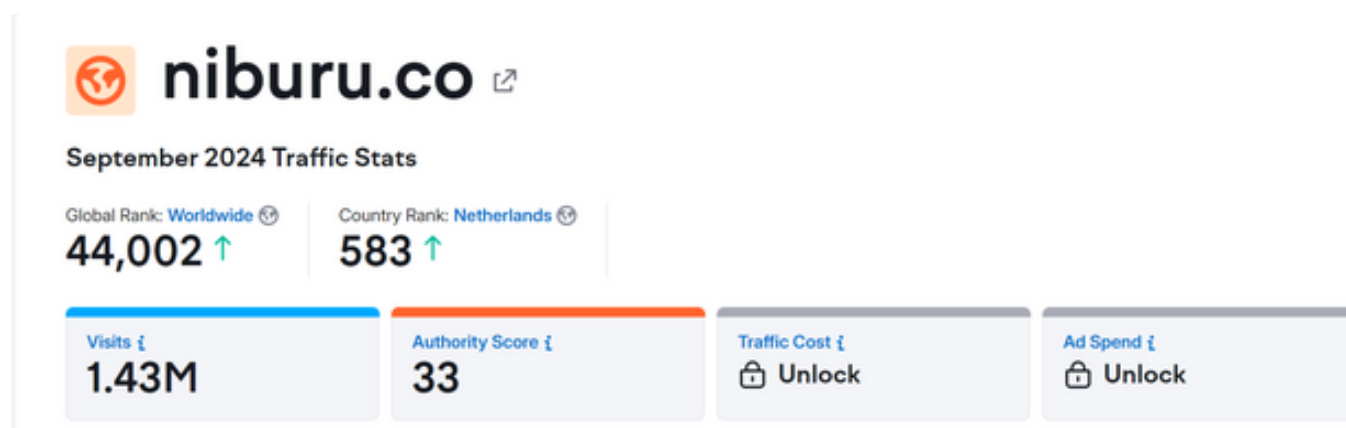 niburu.co
September 2024 Traffic Stats
Global Rank: Worldwide
Country Rank: Netherlands
44,002 ↑
583 ↑
Visits i
Authority Score i
Traffic Cost i
Ad Spend i
1.43M
33
Unlock
Unlock